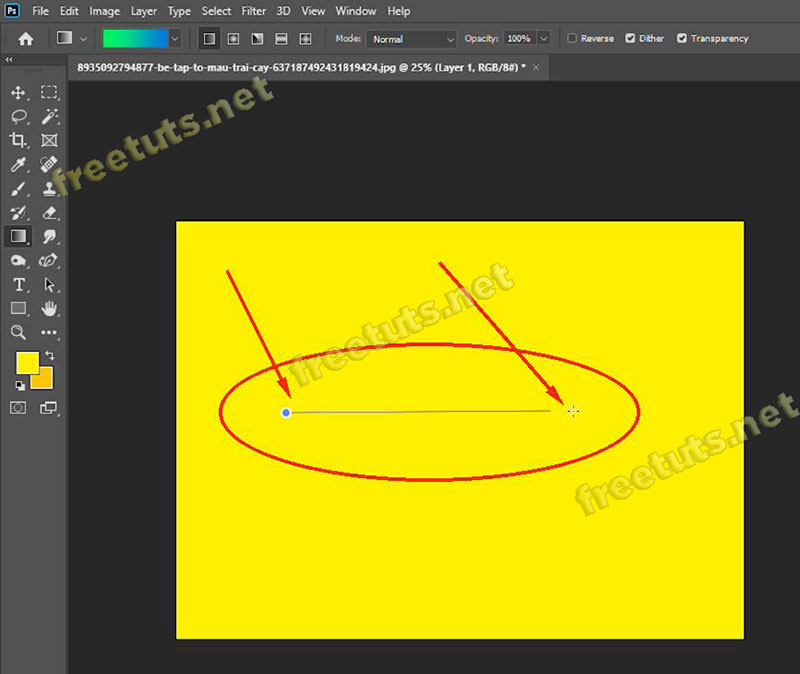 Ps File Edit Image Layer Type Select Filter 3D View Window Help
Mode: Normal Opacity: 100% Reverse Dither Transparency
8935092794877-be-tap-to-mau-trai-cay-637187492431819424.jpg @ 25% (Layer 1, RGB/8#) * ×
freetuts.net
freetuts.net
freetuts.net
T